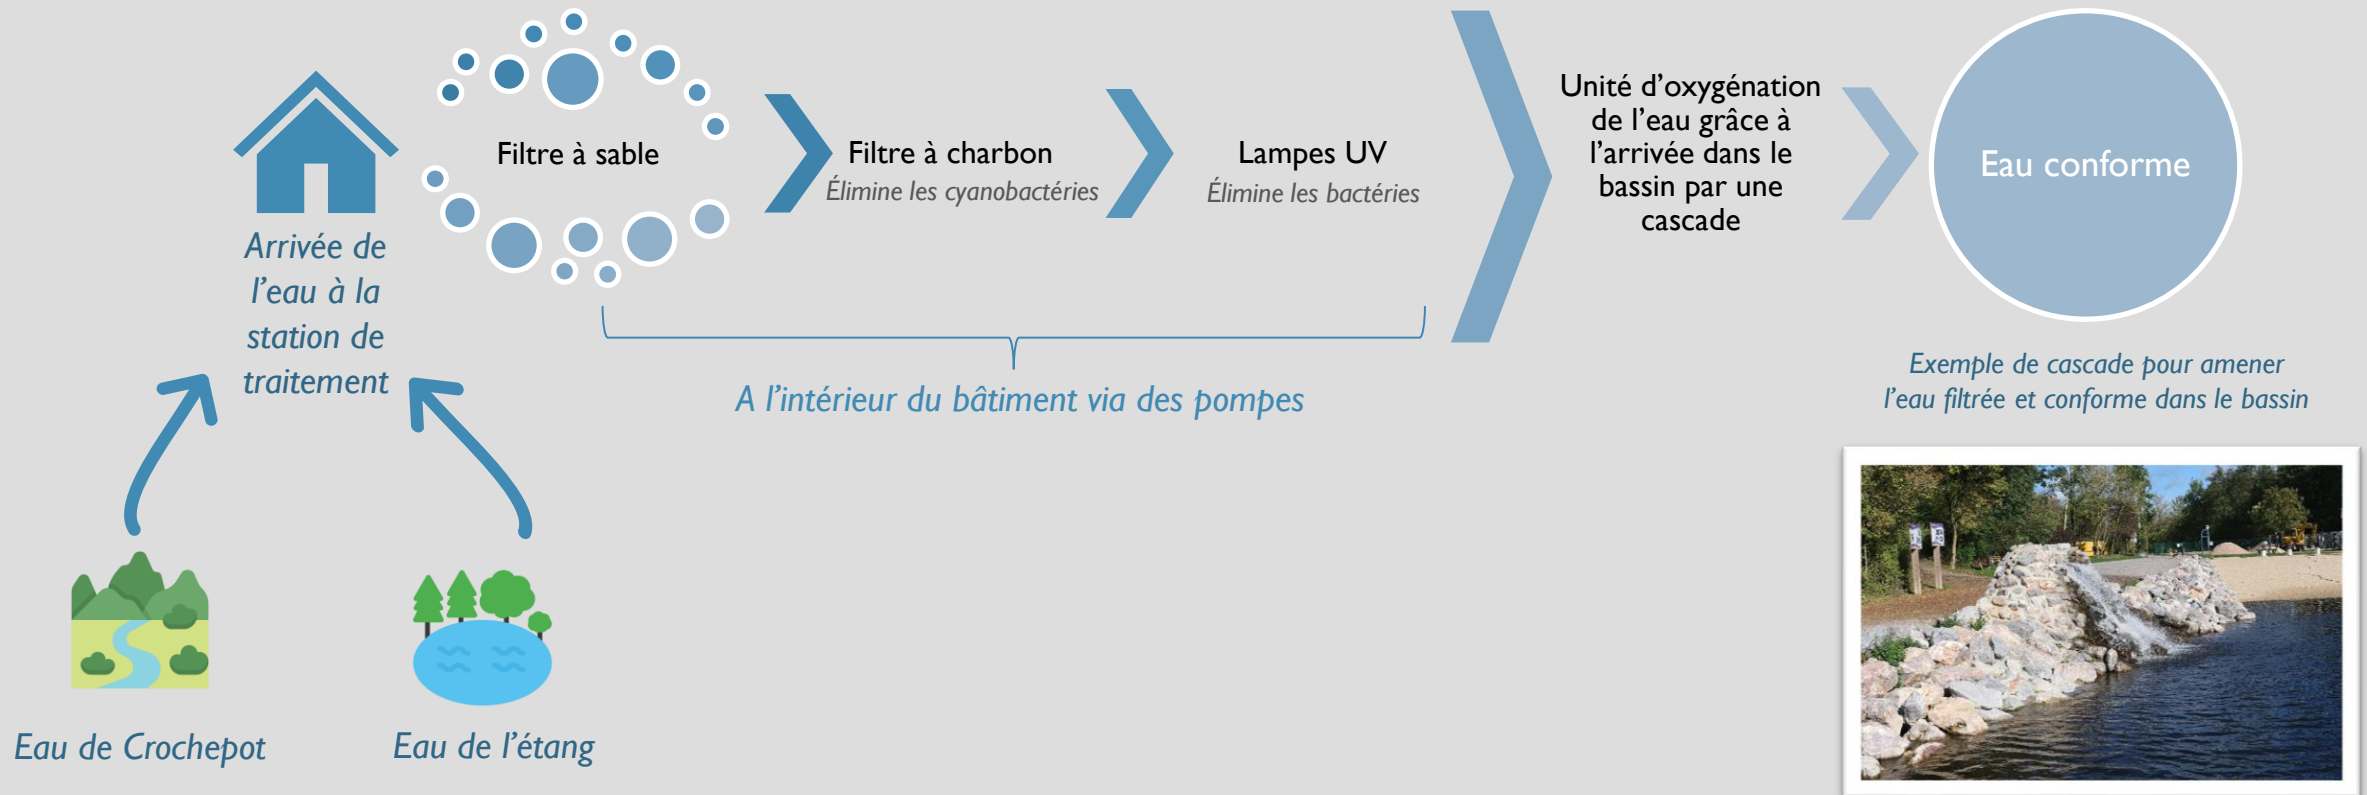 Filtre à sable
Filtre à charbon
Élimine les cyanobactéries
Lampes UV
Élimine les bactéries
Unité d’oxygénation
de l’eau grâce à
l’arrivée dans le
bassin par une
cascade
Eau conforme
Arrivée de
l’eau à la
station de
traitement
A l’intérieur du bâtiment via des pompes
Exemple de cascade pour amener
l’eau filtrée et conforme dans le bassin
Eau de Crochepot
Eau de l’étang